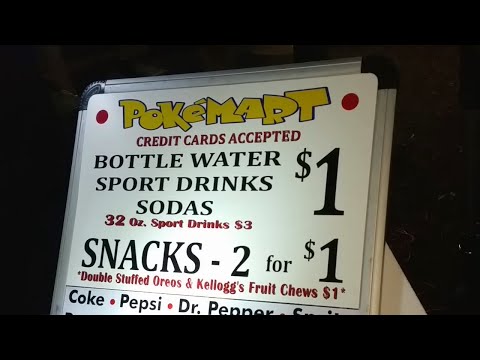 POKéMART
CREDIT CARDS ACCEPTED
BOTTLE WATER
SPORT DRINKS
SODAS
$1
32 Oz. Sport Drinks $3
SNACKS - 2 for $1
*Double Stuffed Oreos & Kellogg's Fruit Chews $1*
Coke • Pepsi • Dr. Pepper •